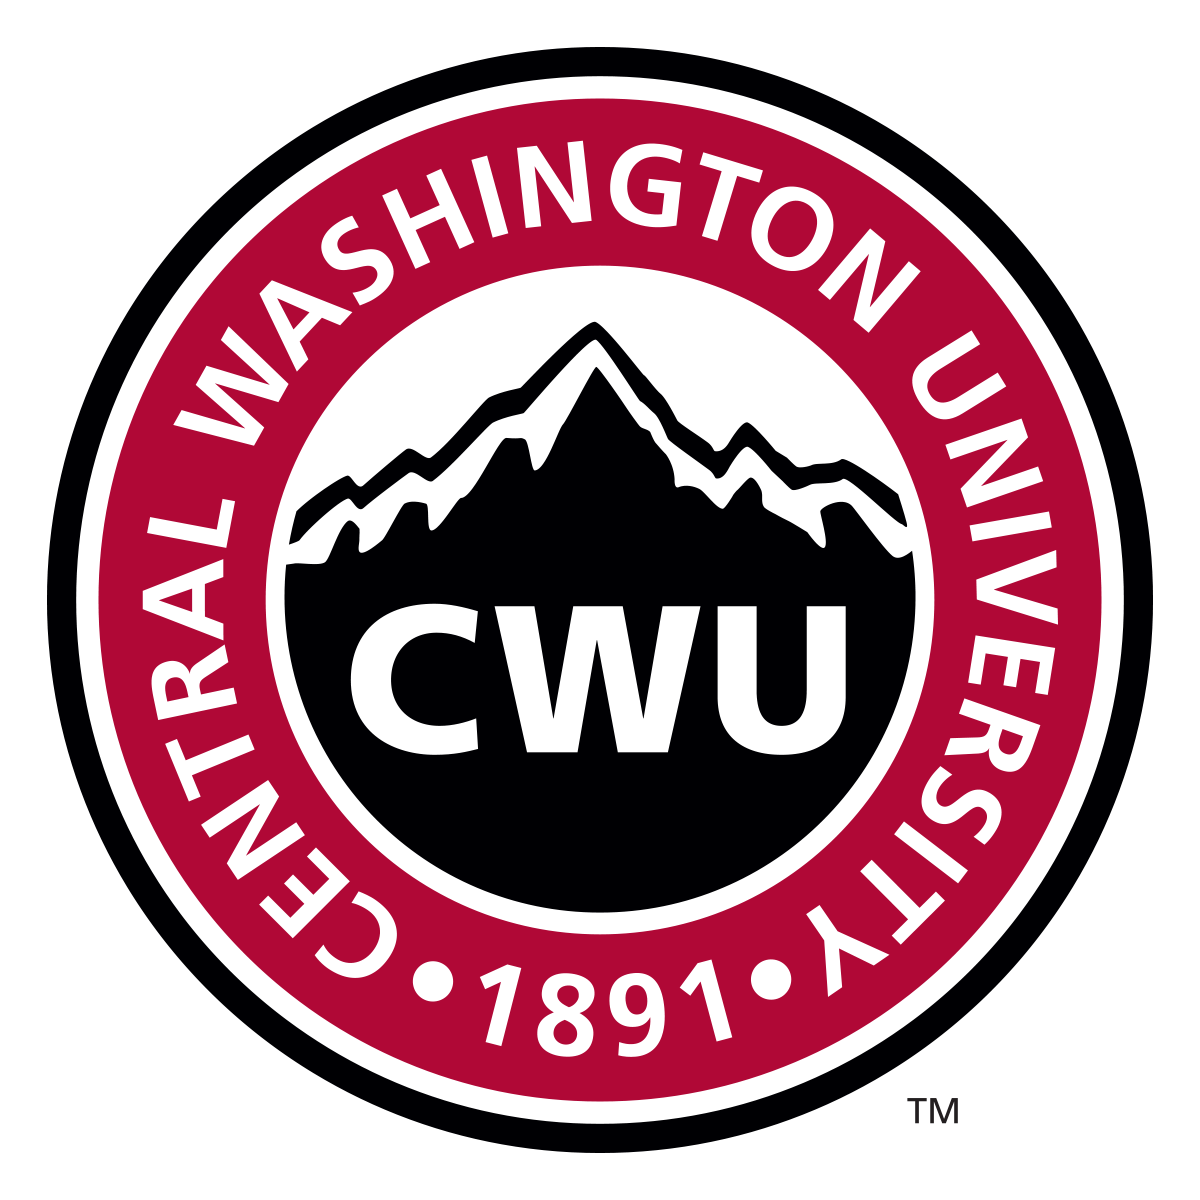 CENTRAL WASHINGTON UNIVERSITY
CWU
• 1891 •
TM